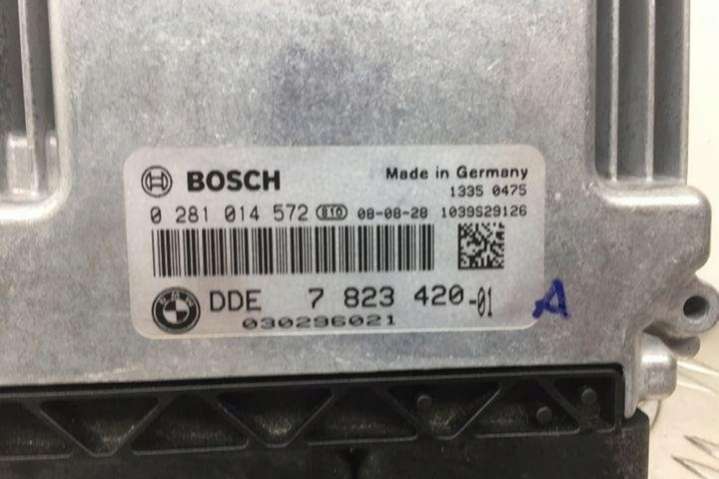 BOSCH
Made in Germany
1335 0475
0 281 014 572 810 08-08-28 1039S29126
DDE 7 823 420-01
030296021
A